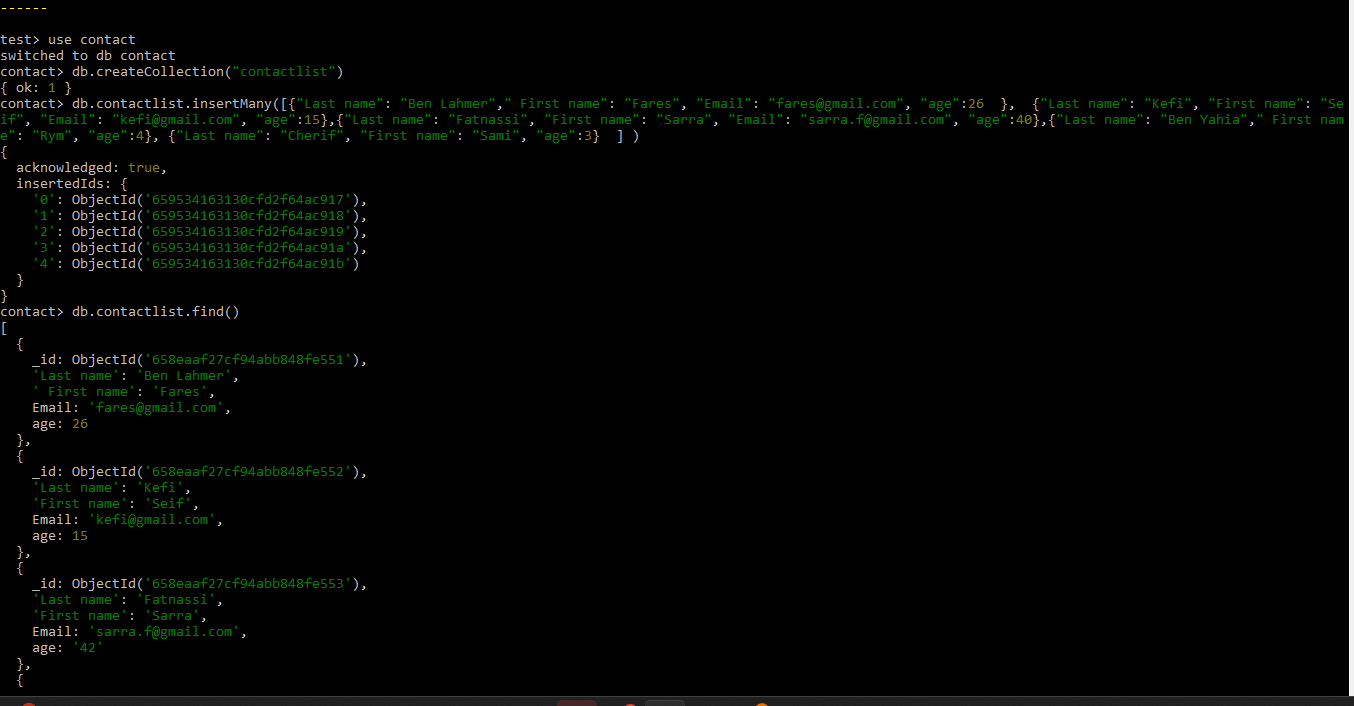 ------
test> use contact
switched to db contact
contact> db.createCollection("contactlist")
{ ok: 1 }
contact> db.contactlist.insertMany([{"Last name": "Ben Lahmer"," First name": "Fares", "Email": "fares@gmail.com", "age":26  },  {"Last name": "Kefi", "First name": "Se
if", "Email": "kefi@gmail.com", "age":15},{"Last name": "Fatnassi", "First name": "Sarra", "Email": "sarra.f@gmail.com", "age":40},{"Last name": "Ben Yahia"," First nam
e": "Rym", "age":4}, {"Last name": "Cherif", "First name": "Sami", "age":3}  ] )
{
  acknowledged: true,
  insertedIds: {
    '0': ObjectId('659534163130cfd2f64ac917'),
    '1': ObjectId('659534163130cfd2f64ac918'),
    '2': ObjectId('659534163130cfd2f64ac919'),
    '3': ObjectId('659534163130cfd2f64ac91a'),
    '4': ObjectId('659534163130cfd2f64ac91b')
  }
}
contact> db.contactlist.find()
[
  {
    _id: ObjectId('658eaaf27cf94abb848fe551'),
    'Last name': 'Ben Lahmer',
    ' First name': 'Fares',
    Email: 'fares@gmail.com',
    age: 26
  },
  {
    _id: ObjectId('658eaaf27cf94abb848fe552'),
    'Last name': 'Kefi',
    'First name': 'Seif',
    Email: 'kefi@gmail.com',
    age: 15
  },
  {
    _id: ObjectId('658eaaf27cf94abb848fe553'),
    'Last name': 'Fatnassi',
    'First name': 'Sarra',
    Email: 'sarra.f@gmail.com',
    age: '42'
  },
  {